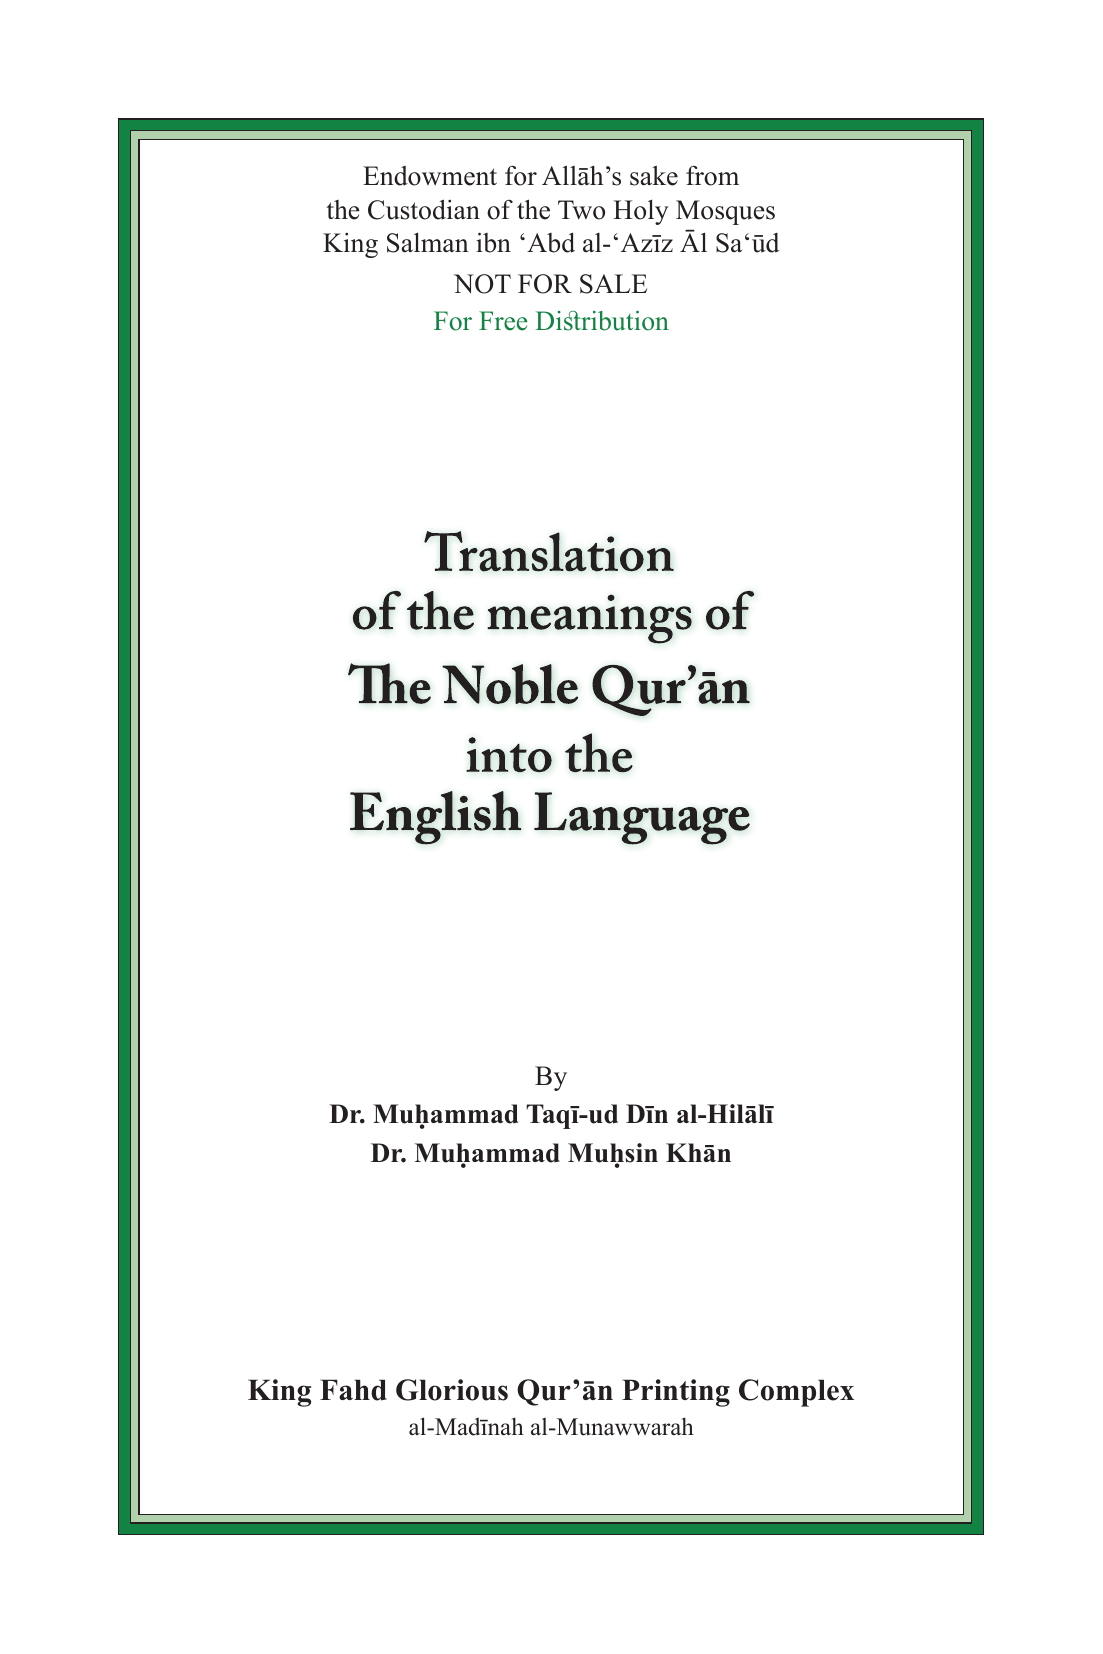 Endowment for Allāh’s sake from
the Custodian of the Two Holy Mosques
King Salman ibn ‘Abd al-‘Azīz Āl Sa‘ūd
NOT FOR SALE
For Free Distribution
Translation
of the meanings of
The Noble Qur’ān
into the
English Language
By
Dr. Muḥammad Taqī-ud Dīn al-Hilālī
Dr. Muḥammad Muḥsin Khān
King Fahd Glorious Qur’ān Printing Complex
al-Madīnah al-Munawwarah